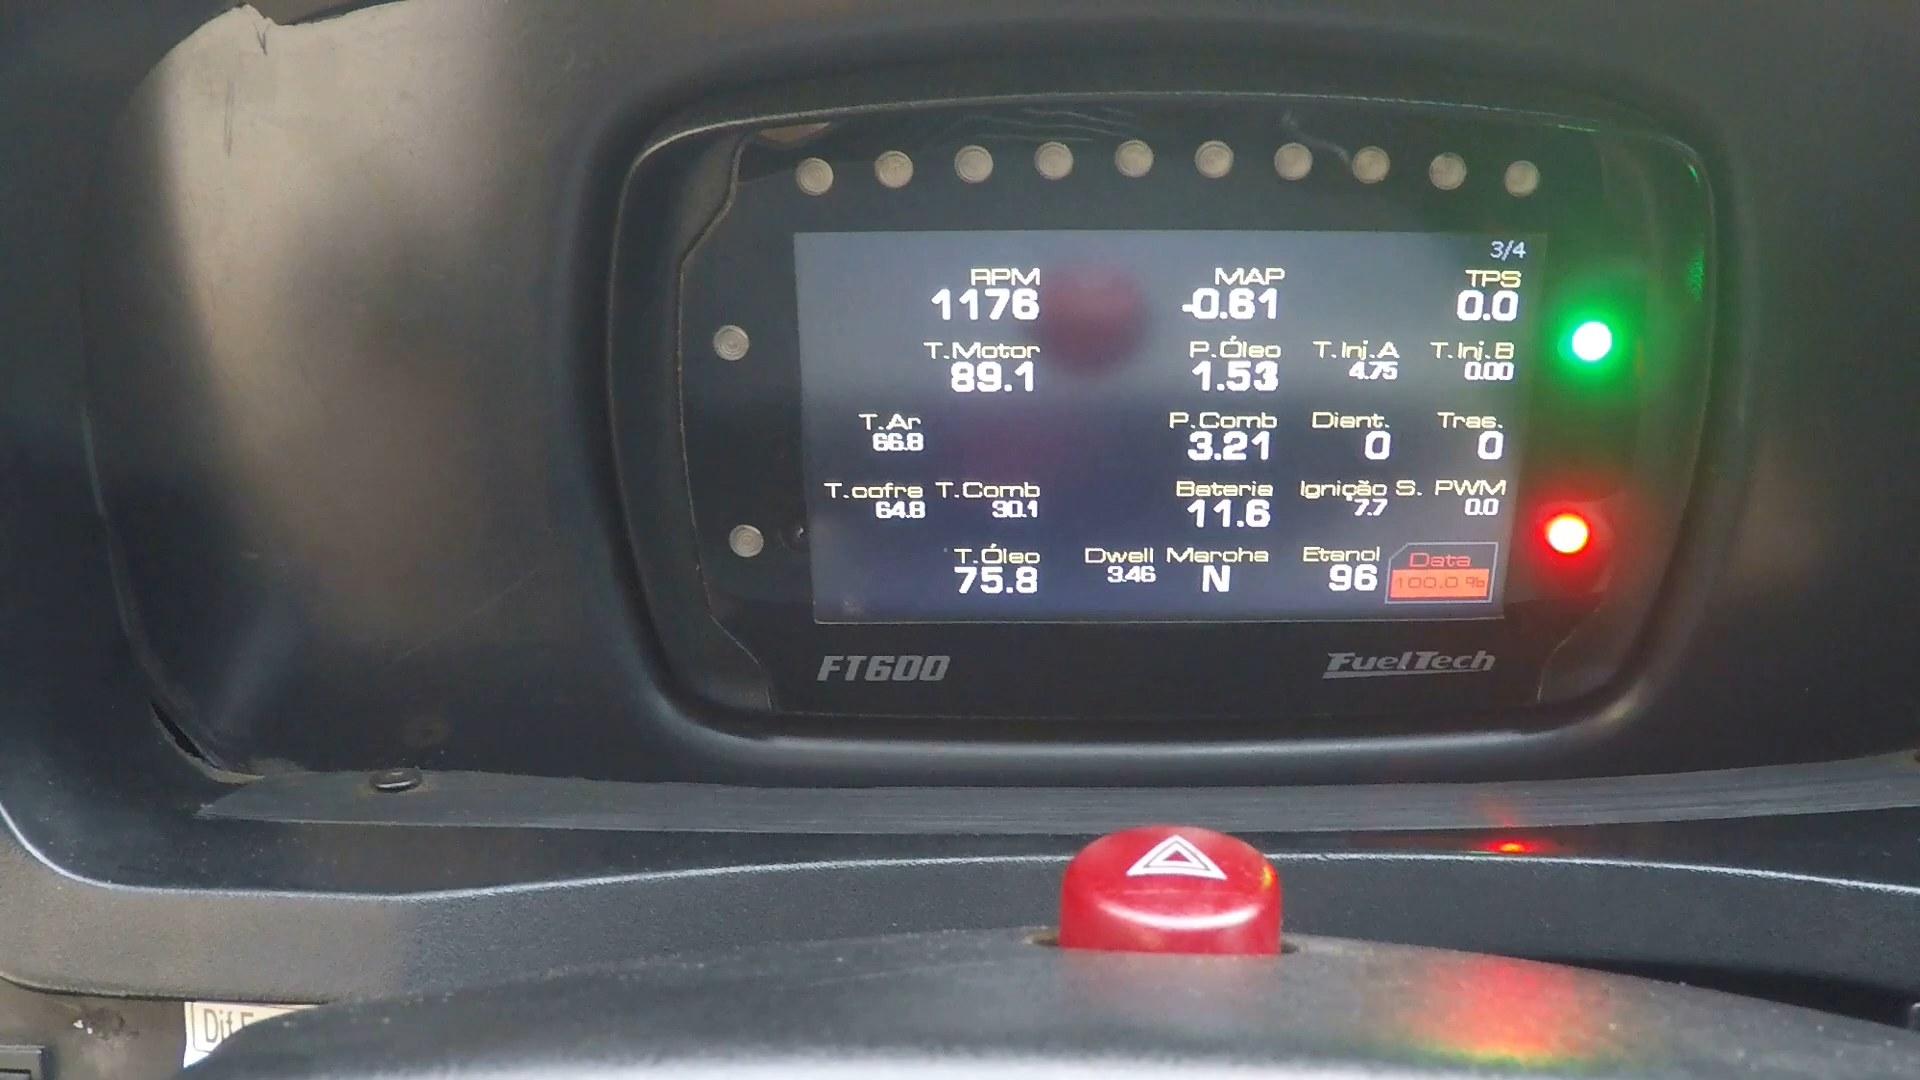 3/4
RPM MAP TPS
1176 -0.61 0.0
T.Motor P.Óleo T.Inj.A T.Inj.B
89.1 1.53 4.75 0.00
T.Ar P.Comb Diant. Tras.
66.8 3.21 0 0
T.cofre T.Comb Bateria Ignição S. PWM
64.8 30.1 11.6 7.7 0.0
T.Óleo Dwell Marcha Etanol Data
75.8 3.46 N 96 100.0 %
FT600 FuelTech